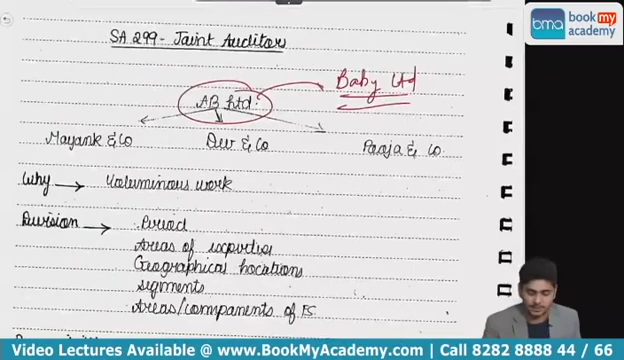 SA 299 - Joint Auditor
bma book my academy
Baby Ltd
AB Ltd.
Mayank & Co
Dev & Co
Pooja & Co.
Why → Voluminous work
Division → Period
Areas of expertise
Geographical Locations
segments
Areas/components of FS
Video Lectures Available @ www.BookMyAcademy.com | Call 8282 8888 44 / 66